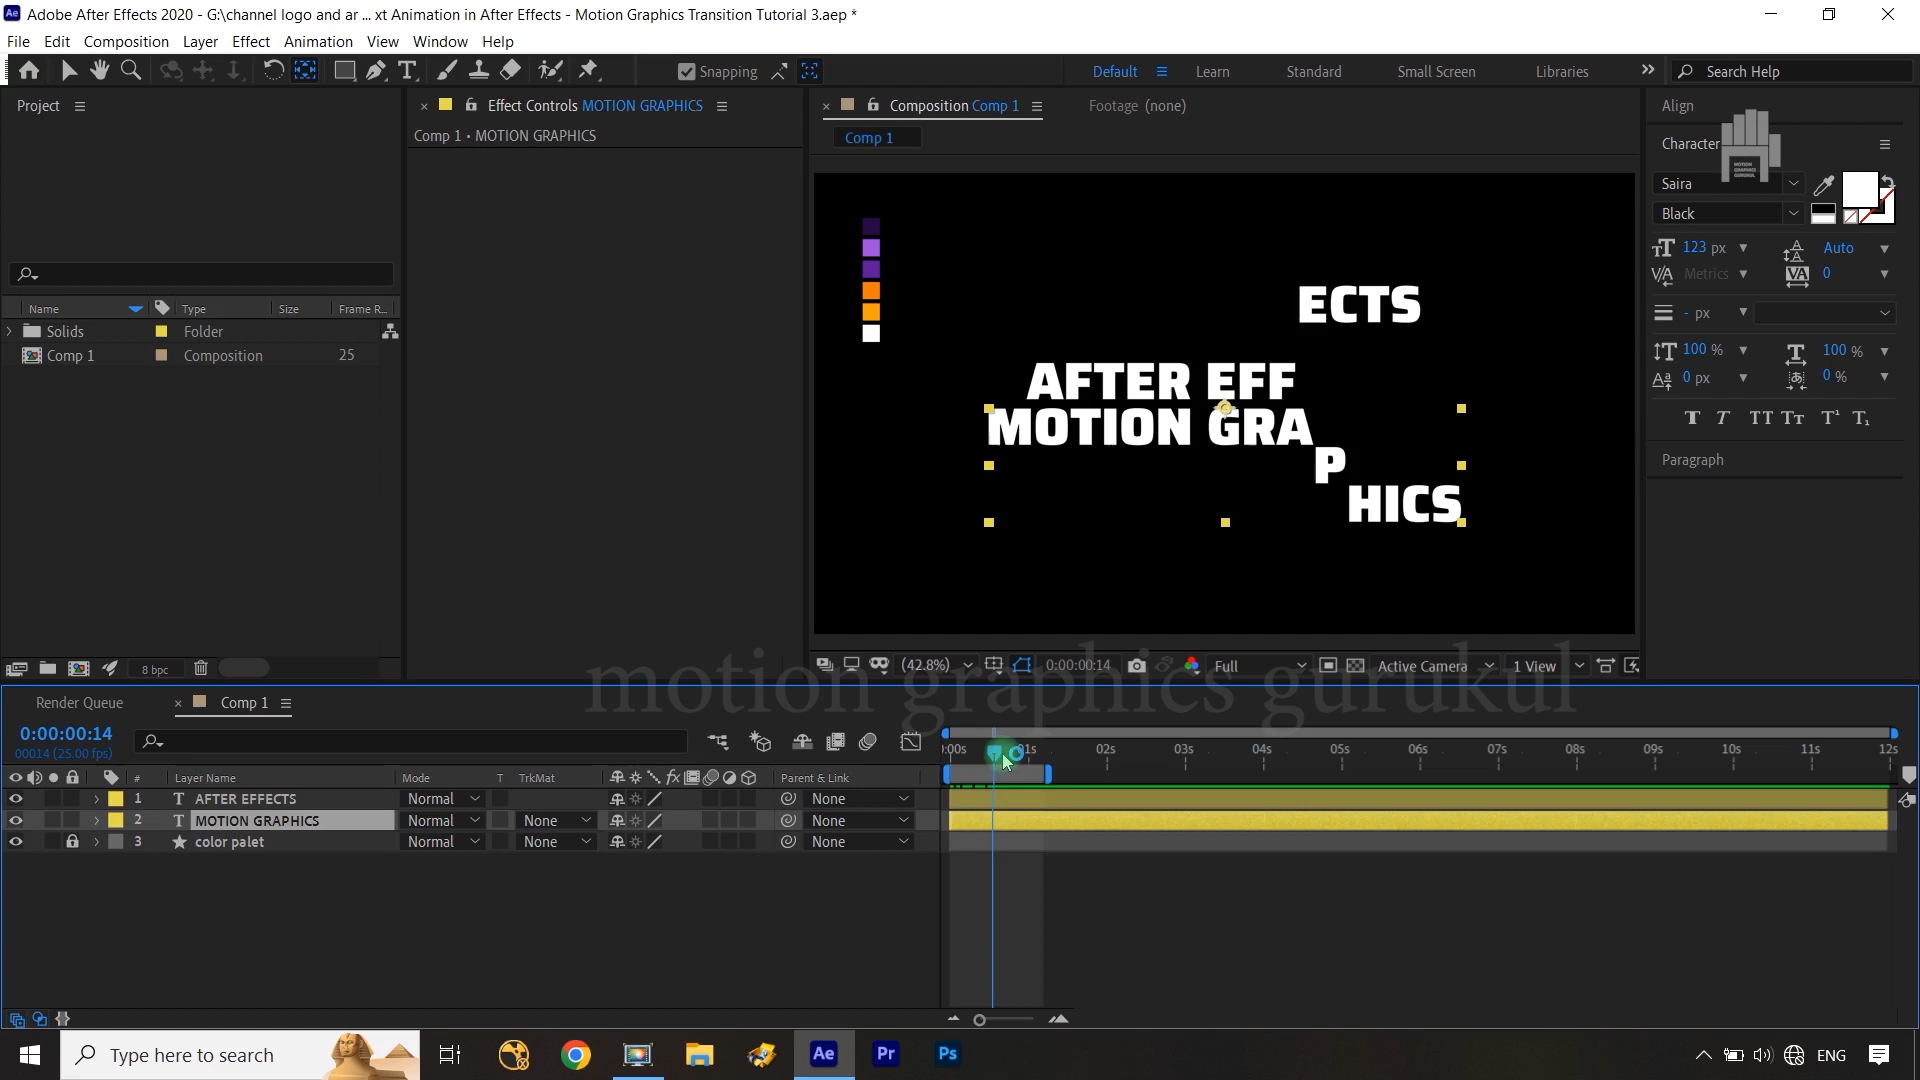 Adobe After Effects 2020 - G:\channel logo and ar ... xt Animation in After Effects - Motion Graphics Transition Tutorial 3.aep *
File Edit Composition Layer Effect Animation View Window Help
Snapping Default Learn Standard Small Screen Libraries Search Help
Project Effect Controls MOTION GRAPHICS Composition Comp 1 Footage (none) Align
Comp 1 • MOTION GRAPHICS Comp 1 Character
MOTION
GRAPHICS
GURUKUL
Saira
Black
123 px Auto
Metrics 0
- px
100 % 100 %
0 px 0 %
Paragraph
Name Type Size Frame R...
Solids Folder
Comp 1 Composition 25
ECTS
AFTER EFF
MOTION GRA
P
HICS
8 bpc (42.8%) 0:00:00:14 Full Active Camera 1 View
motion graphics gurukul
Render Queue Comp 1
0:00:00:14
00014 (25.00 fps)
:00s 01s 02s 03s 04s 05s 06s 07s 08s 09s 10s 11s 12s
# Layer Name Mode T TrkMat Parent & Link
1 T AFTER EFFECTS Normal None
2 T MOTION GRAPHICS Normal None None
3 color palet Normal None None
Type here to search Ae Pr Ps ENG